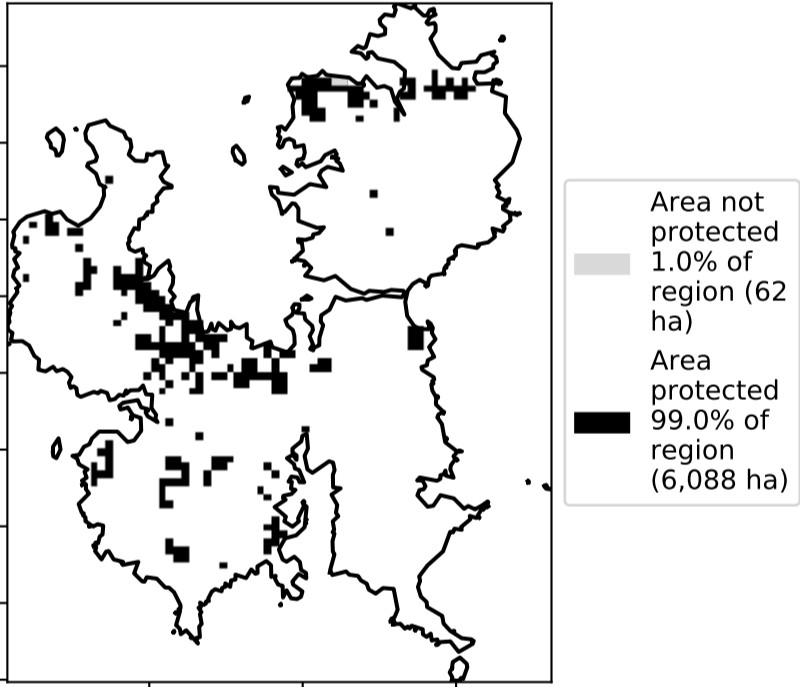 Area not
protected
1.0% of
region (62
ha)
Area
protected
99.0% of
region
(6,088 ha)